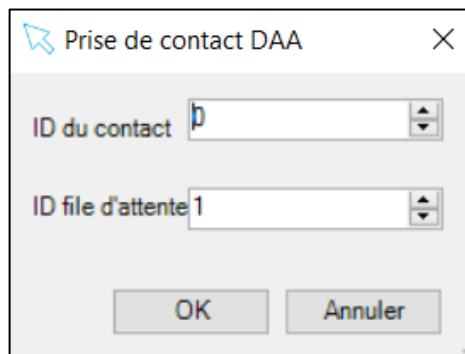 Prise de contact DAA
ID du contact 0
ID file d'attente 1
OK Annuler